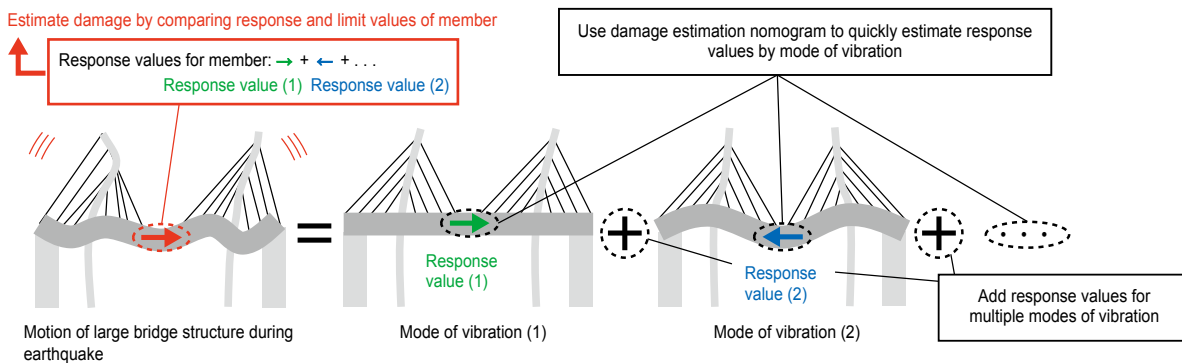 Estimate damage by comparing response and limit values of member
Response values for member: → + ← + . . .
Response value (1) Response value (2)
Use damage estimation nomogram to quickly estimate response
values by mode of vibration
=
+
+
. . .
Response
value (1)
Response
value (2)
Add response values for
multiple modes of vibration
Motion of large bridge structure during
earthquake
Mode of vibration (1)
Mode of vibration (2)